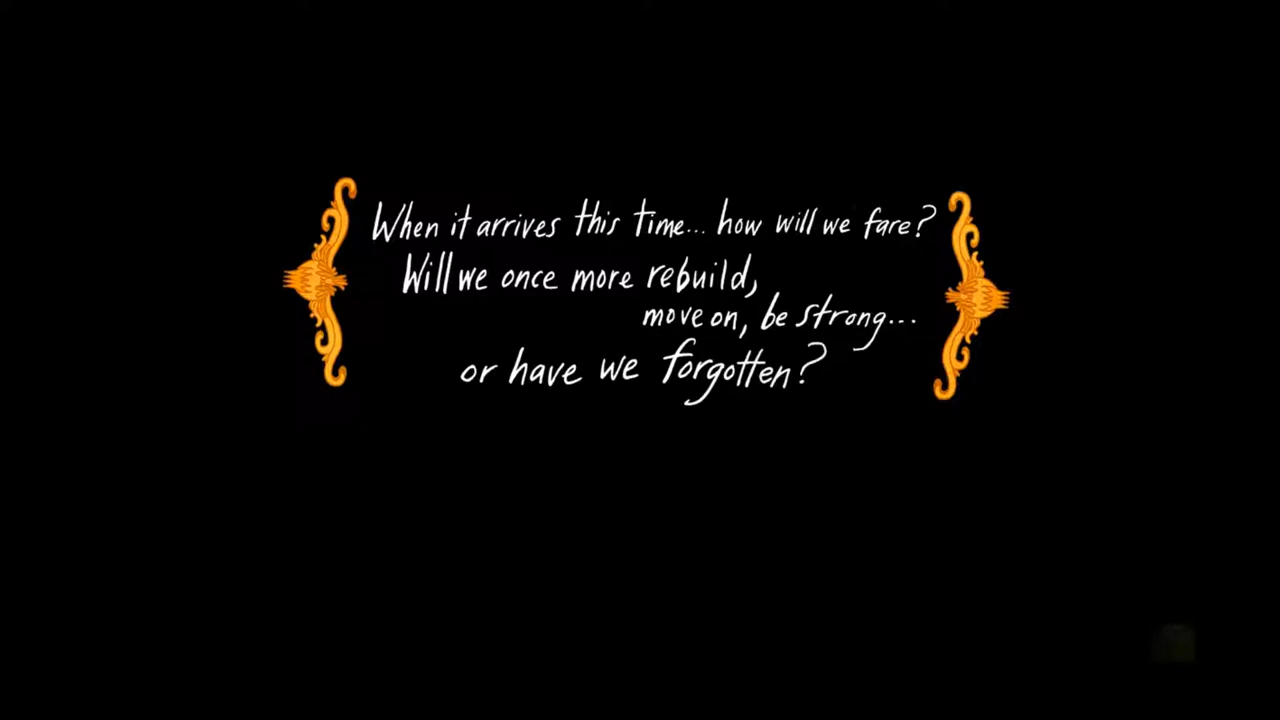 When it arrives this time... how will we fare?
Will we once more rebuild,
move on, be strong...
or have we forgotten?